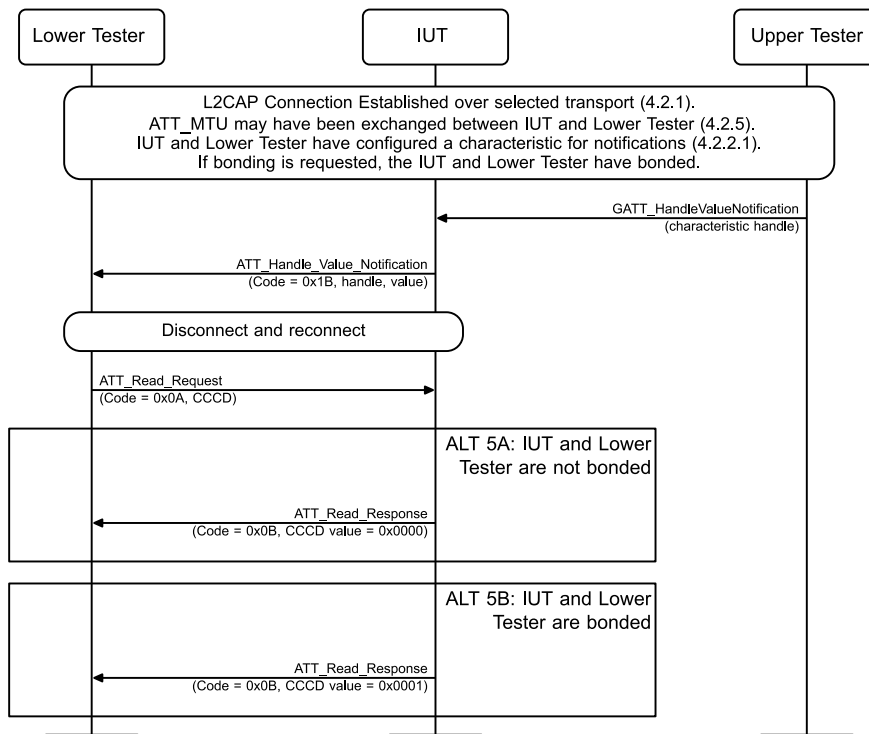 Lower Tester
IUT
Upper Tester
L2CAP Connection Established over selected transport (4.2.1).
ATT_MTU may have been exchanged between IUT and Lower Tester (4.2.5).
IUT and Lower Tester have configured a characteristic for notifications (4.2.2.1).
If bonding is requested, the IUT and Lower Tester have bonded.
GATT_HandleValueNotification
(characteristic handle)
ATT_Handle_Value_Notification
(Code = 0x1B, handle, value)
Disconnect and reconnect
ATT_Read_Request
(Code = 0x0A, CCCD)
ALT 5A: IUT and Lower
Tester are not bonded
ATT_Read_Response
(Code = 0x0B, CCCD value = 0x0000)
ALT 5B: IUT and Lower
Tester are bonded
ATT_Read_Response
(Code = 0x0B, CCCD value = 0x0001)